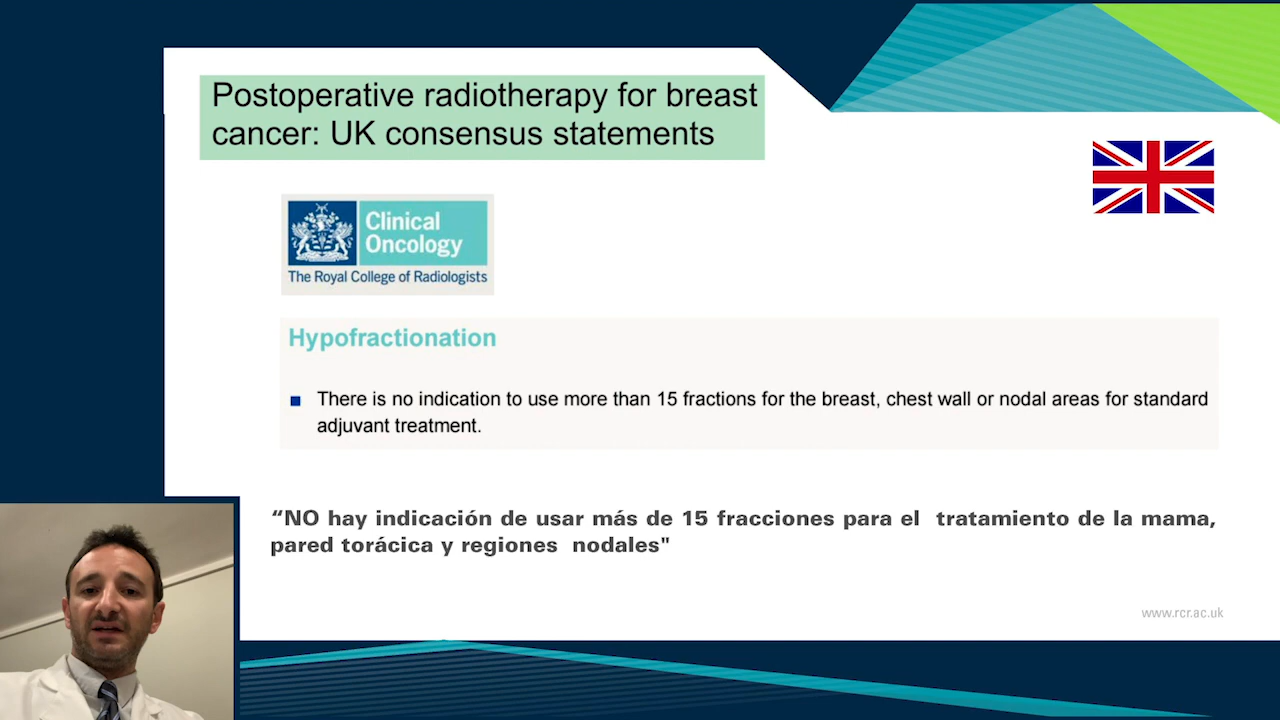 Postoperative radiotherapy for breast
cancer: UK consensus statements
Clinical
Oncology
The Royal College of Radiologists
Hypofractionation
There is no indication to use more than 15 fractions for the breast, chest wall or nodal areas for standard
adjuvant treatment.
“NO hay indicación de usar más de 15 fracciones para el tratamiento de la mama,
pared torácica y regiones nodales"
www.rcr.ac.uk